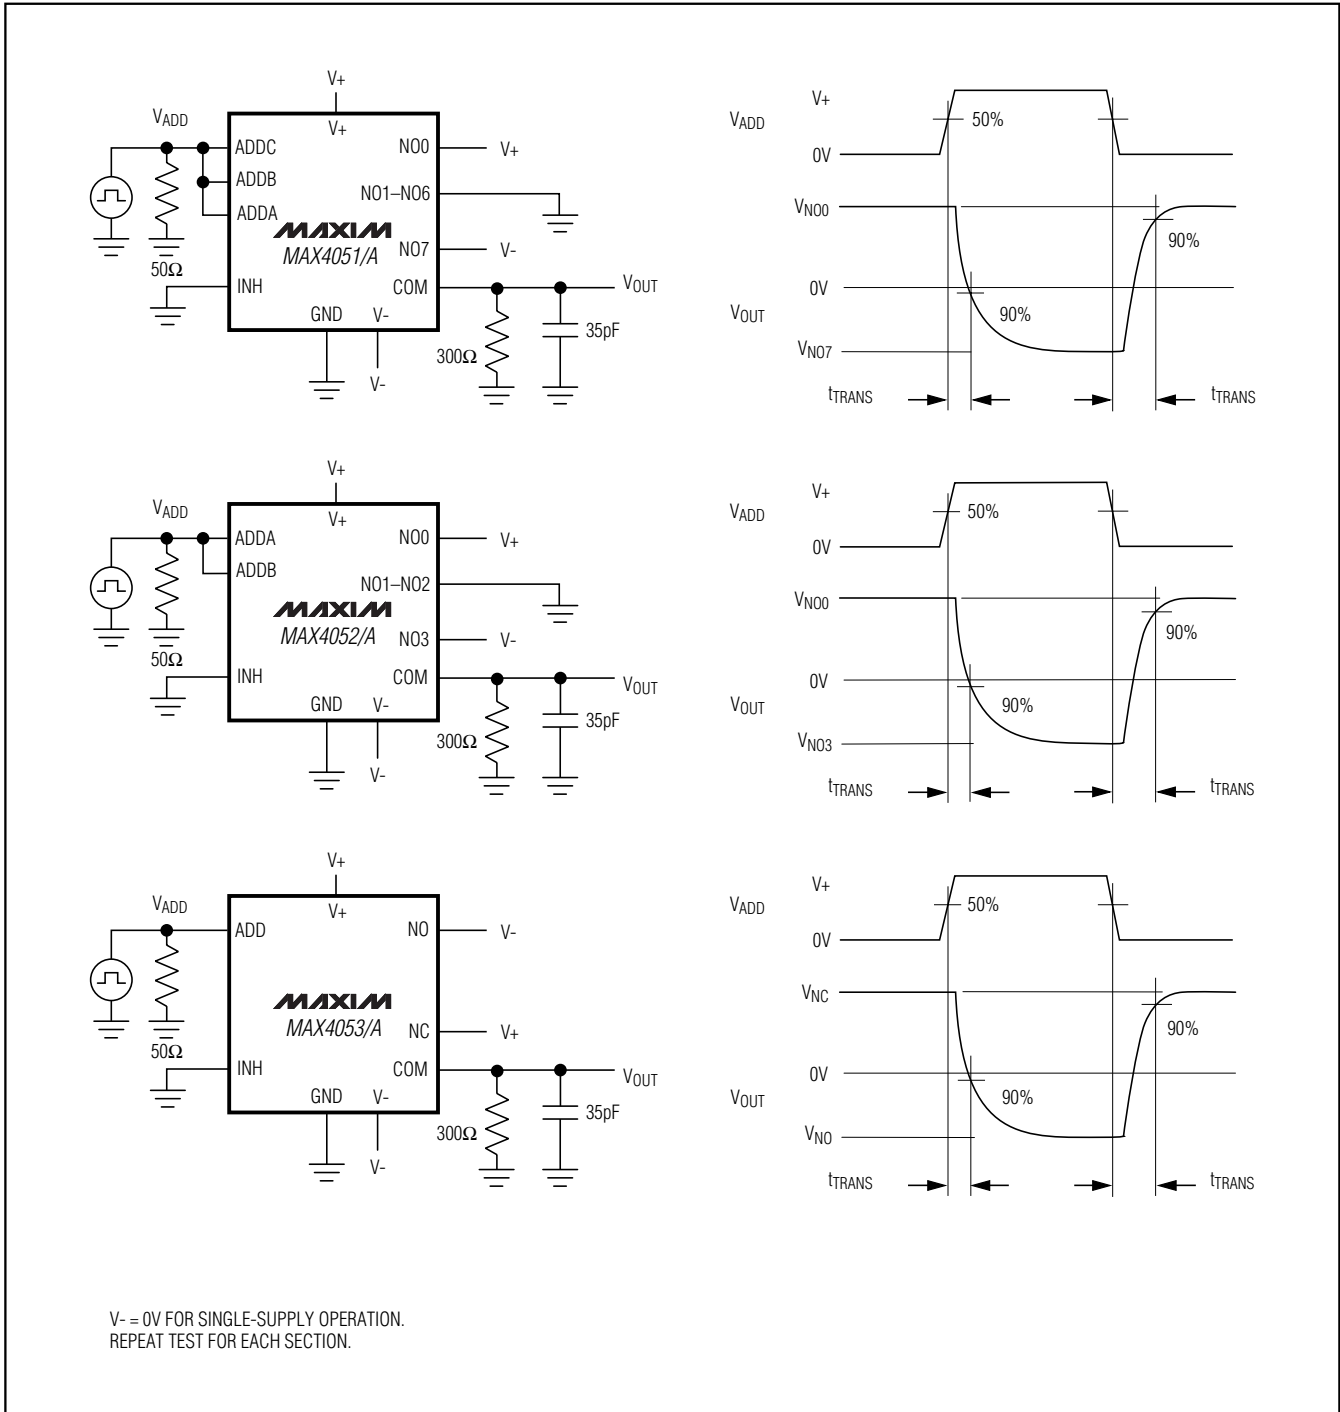 V+
VADD
V+
ADDC
NO0
V+
ADDB
NO1–NO6
ADDA
MAXIM
MAX4051/A
NO7
V-
50Ω
INH
COM
VOUT
GND
V-
300Ω
35pF
V-
VADD
V+
50%
0V
VNO0
90%
0V
VOUT
90%
VNO7
tTRANS
tTRANS
V+
VADD
V+
ADDA
NO0
V+
ADDB
NO1–NO2
MAXIM
MAX4052/A
NO3
V-
50Ω
INH
COM
VOUT
GND
V-
300Ω
35pF
V-
VADD
V+
50%
0V
VNO0
90%
0V
VOUT
90%
VNO3
tTRANS
tTRANS
V+
VADD
V+
ADD
NO
V-
MAXIM
MAX4053/A
NC
V+
50Ω
INH
COM
VOUT
GND
V-
300Ω
35pF
V-
VADD
V+
50%
0V
VNC
90%
0V
VOUT
90%
VNO
tTRANS
tTRANS
V- = 0V FOR SINGLE-SUPPLY OPERATION.
REPEAT TEST FOR EACH SECTION.